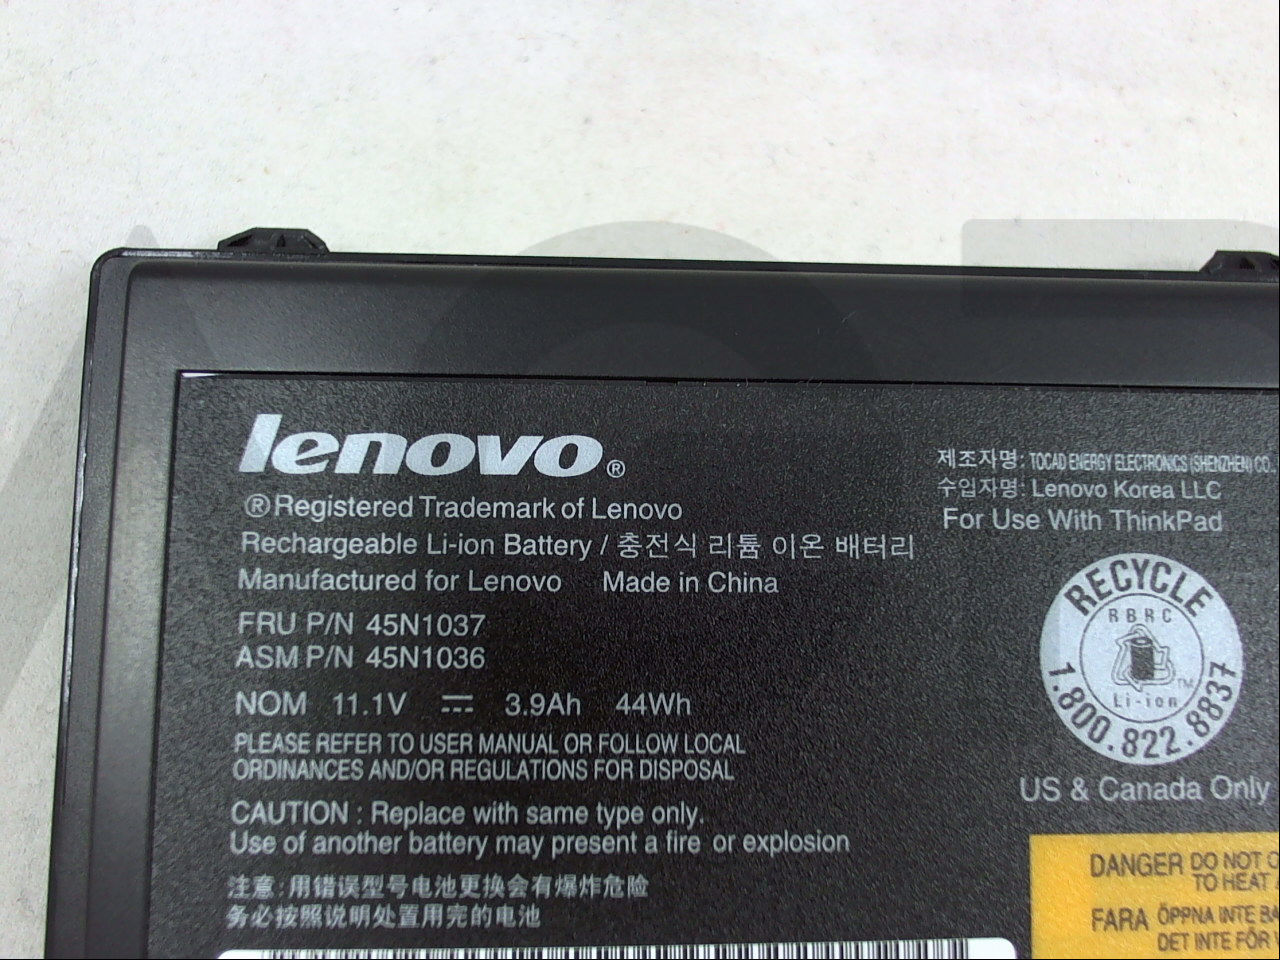 lenovo®
®Registered Trademark of Lenovo
Rechargeable Li-ion Battery / 충전식 리튬 이온 배터리
Manufactured for Lenovo Made in China
FRU P/N 45N1037
ASM P/N 45N1036
NOM 11.1V 3.9Ah 44Wh
PLEASE REFER TO USER MANUAL OR FOLLOW LOCAL
ORDINANCES AND/OR REGULATIONS FOR DISPOSAL
CAUTION : Replace with same type only.
Use of another battery may present a fire or explosion
注意: 用错误型号电池更换会有爆炸危险
务必按照说明处置用完的电池
제조자명: TOCAD ENERGY ELECTRONICS (SHENZHEN) CO.,
수입자명: Lenovo Korea LLC
For Use With ThinkPad
RECYCLE
RBRC
TM
Li-ion
1.800.822.8837
US & Canada Only
DANGER DO NOT
TO HEAT
FARA ÖPPNA INTE
DET INTE FÖR